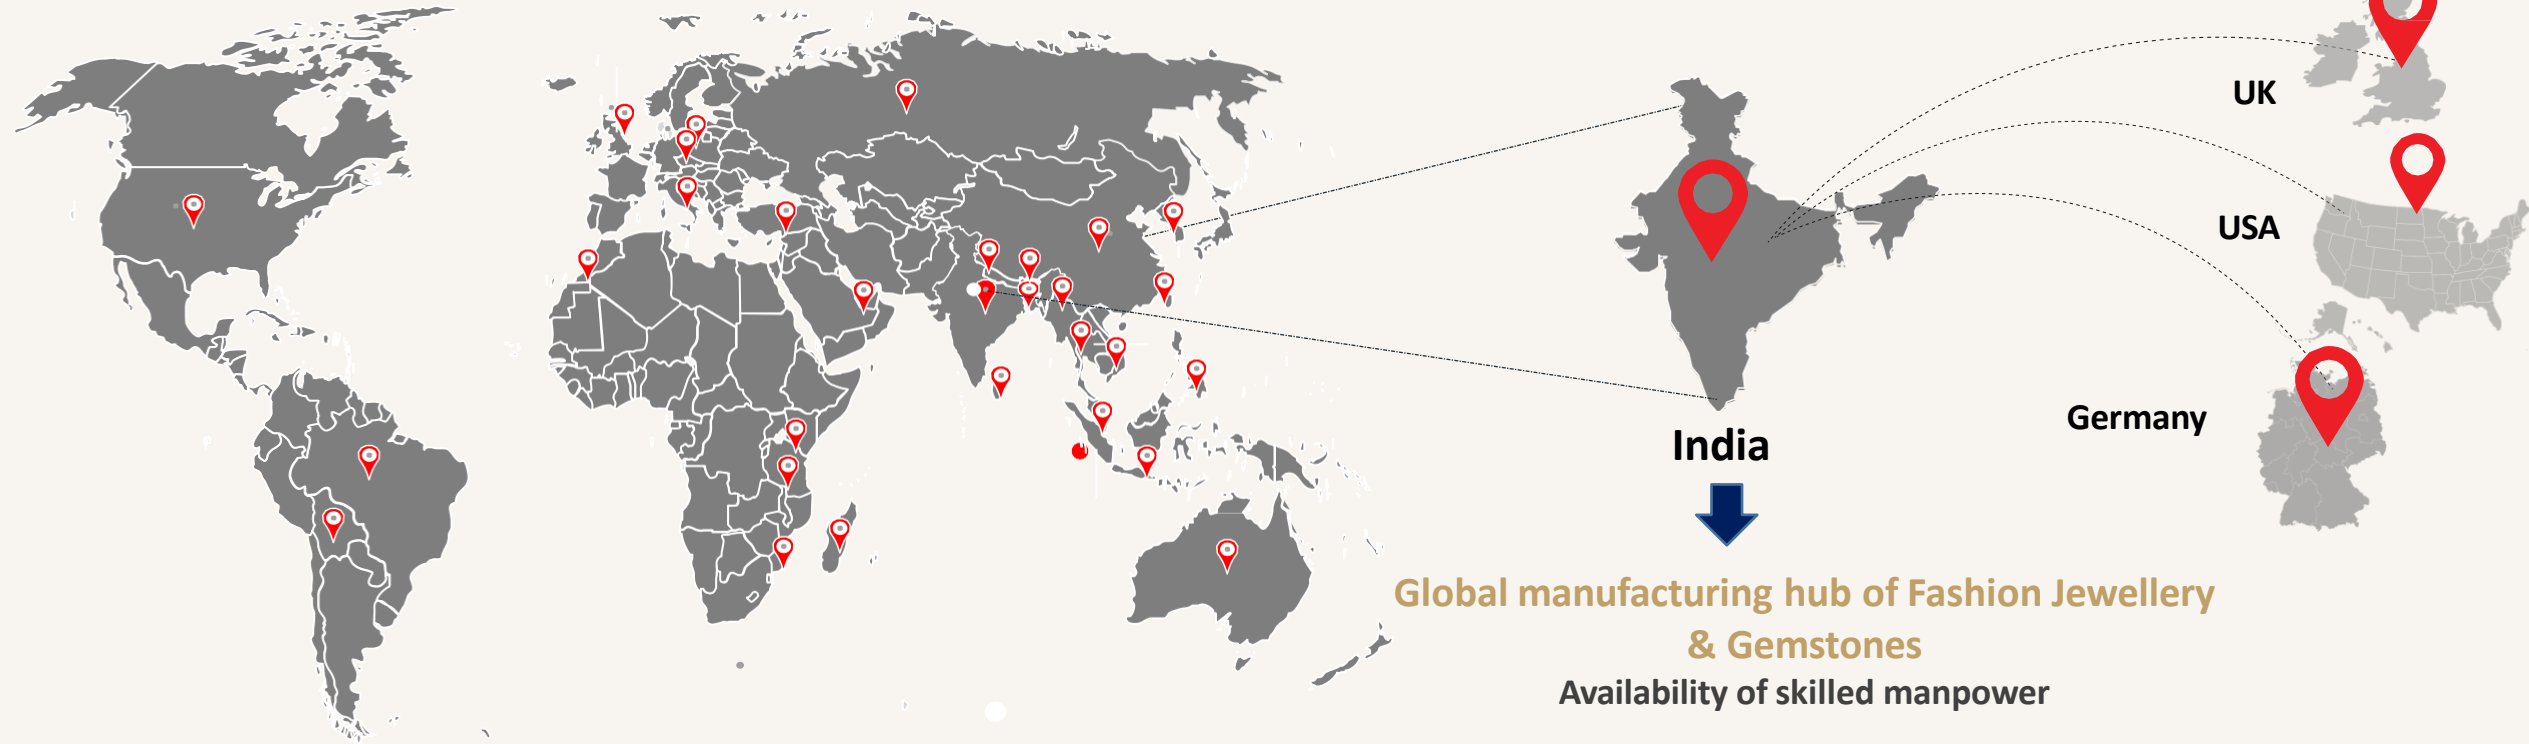 UK
USA
Germany
India
Global manufacturing hub of Fashion Jewellery
& Gemstones
Availability of skilled manpower